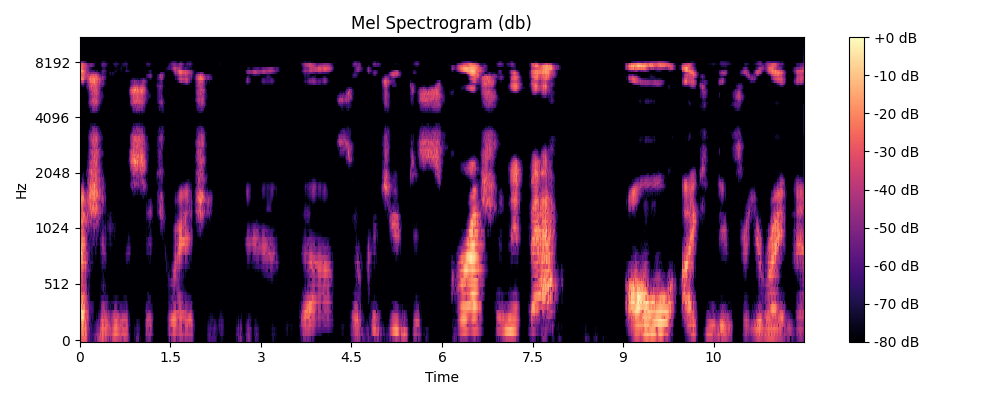 Mel Spectrogram (db)
Hz
8192
4096
2048
1024
512
0
0 1.5 3 4.5 6 7.5 9 10
Time
+0 dB
-10 dB
-20 dB
-30 dB
-40 dB
-50 dB
-60 dB
-70 dB
-80 dB